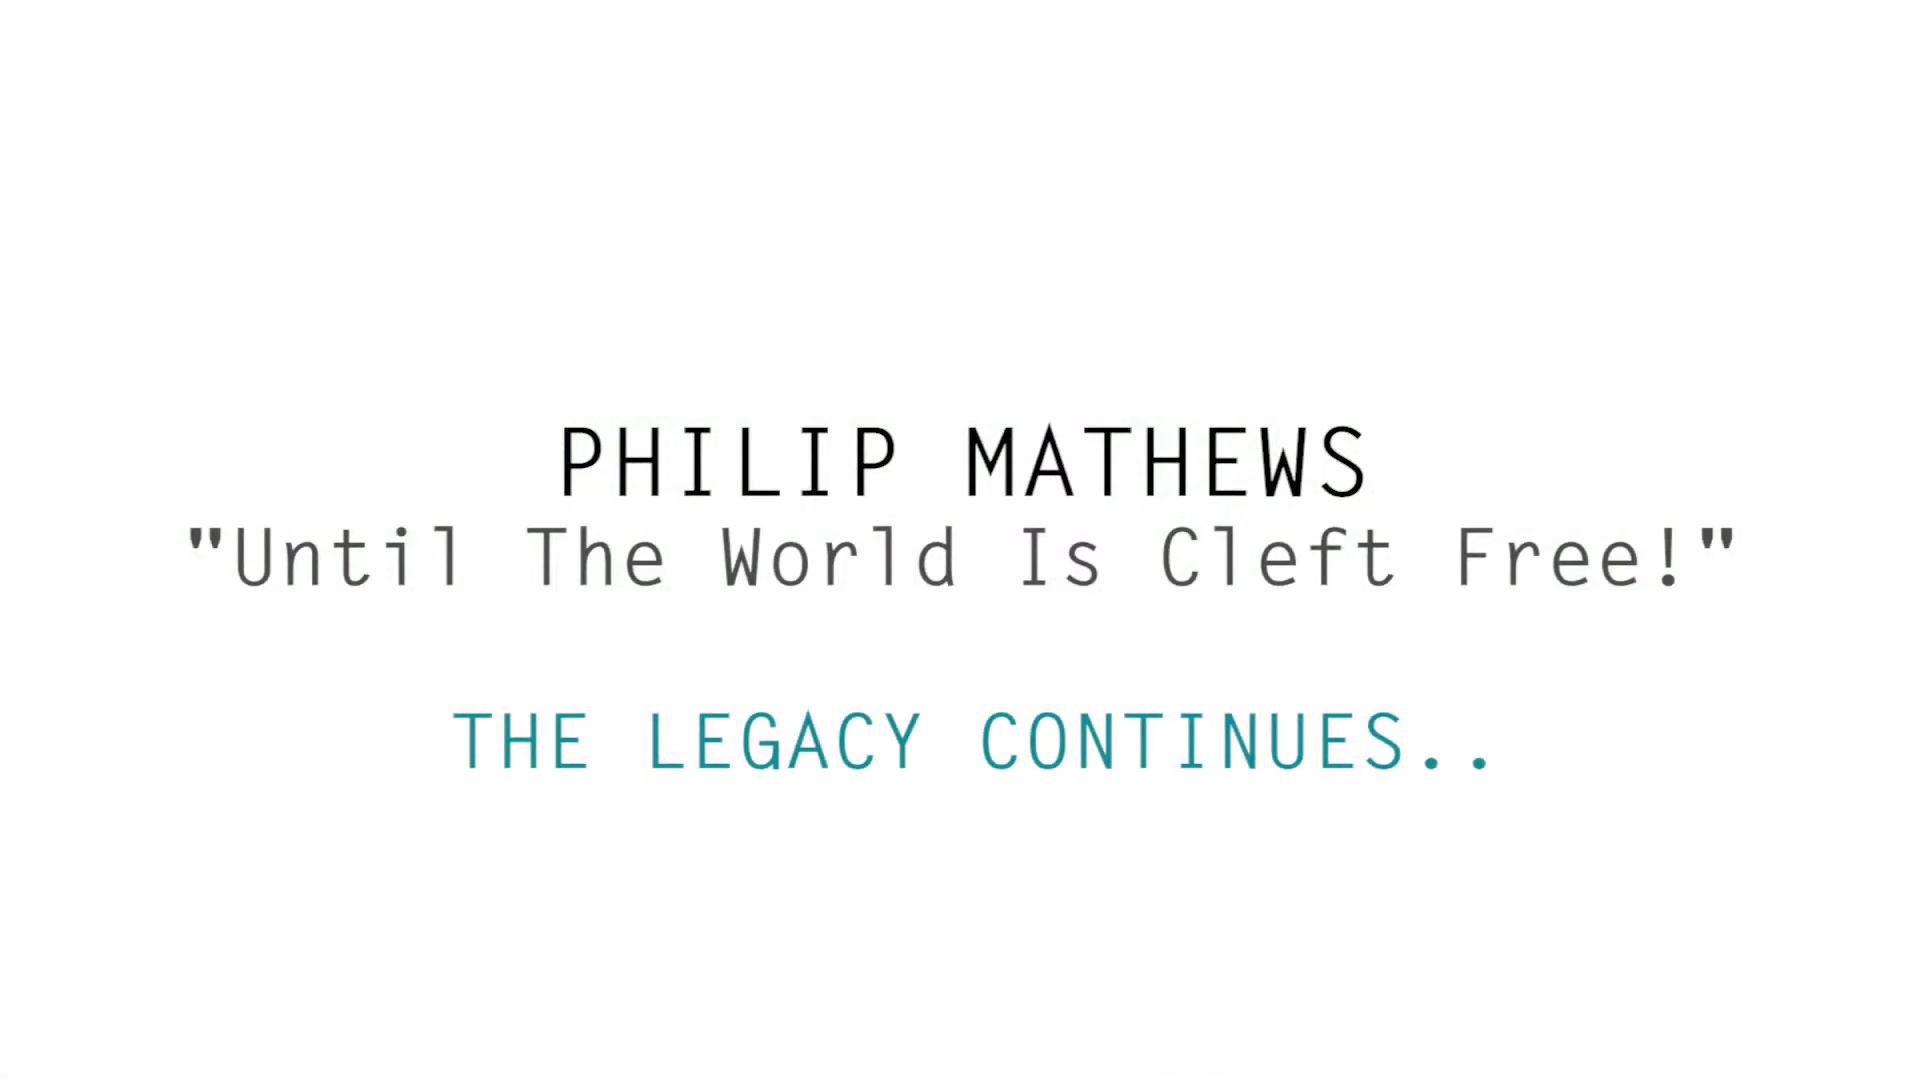 PHILIP MATHEWS
"Until The World Is Cleft Free!"
THE LEGACY CONTINUES..